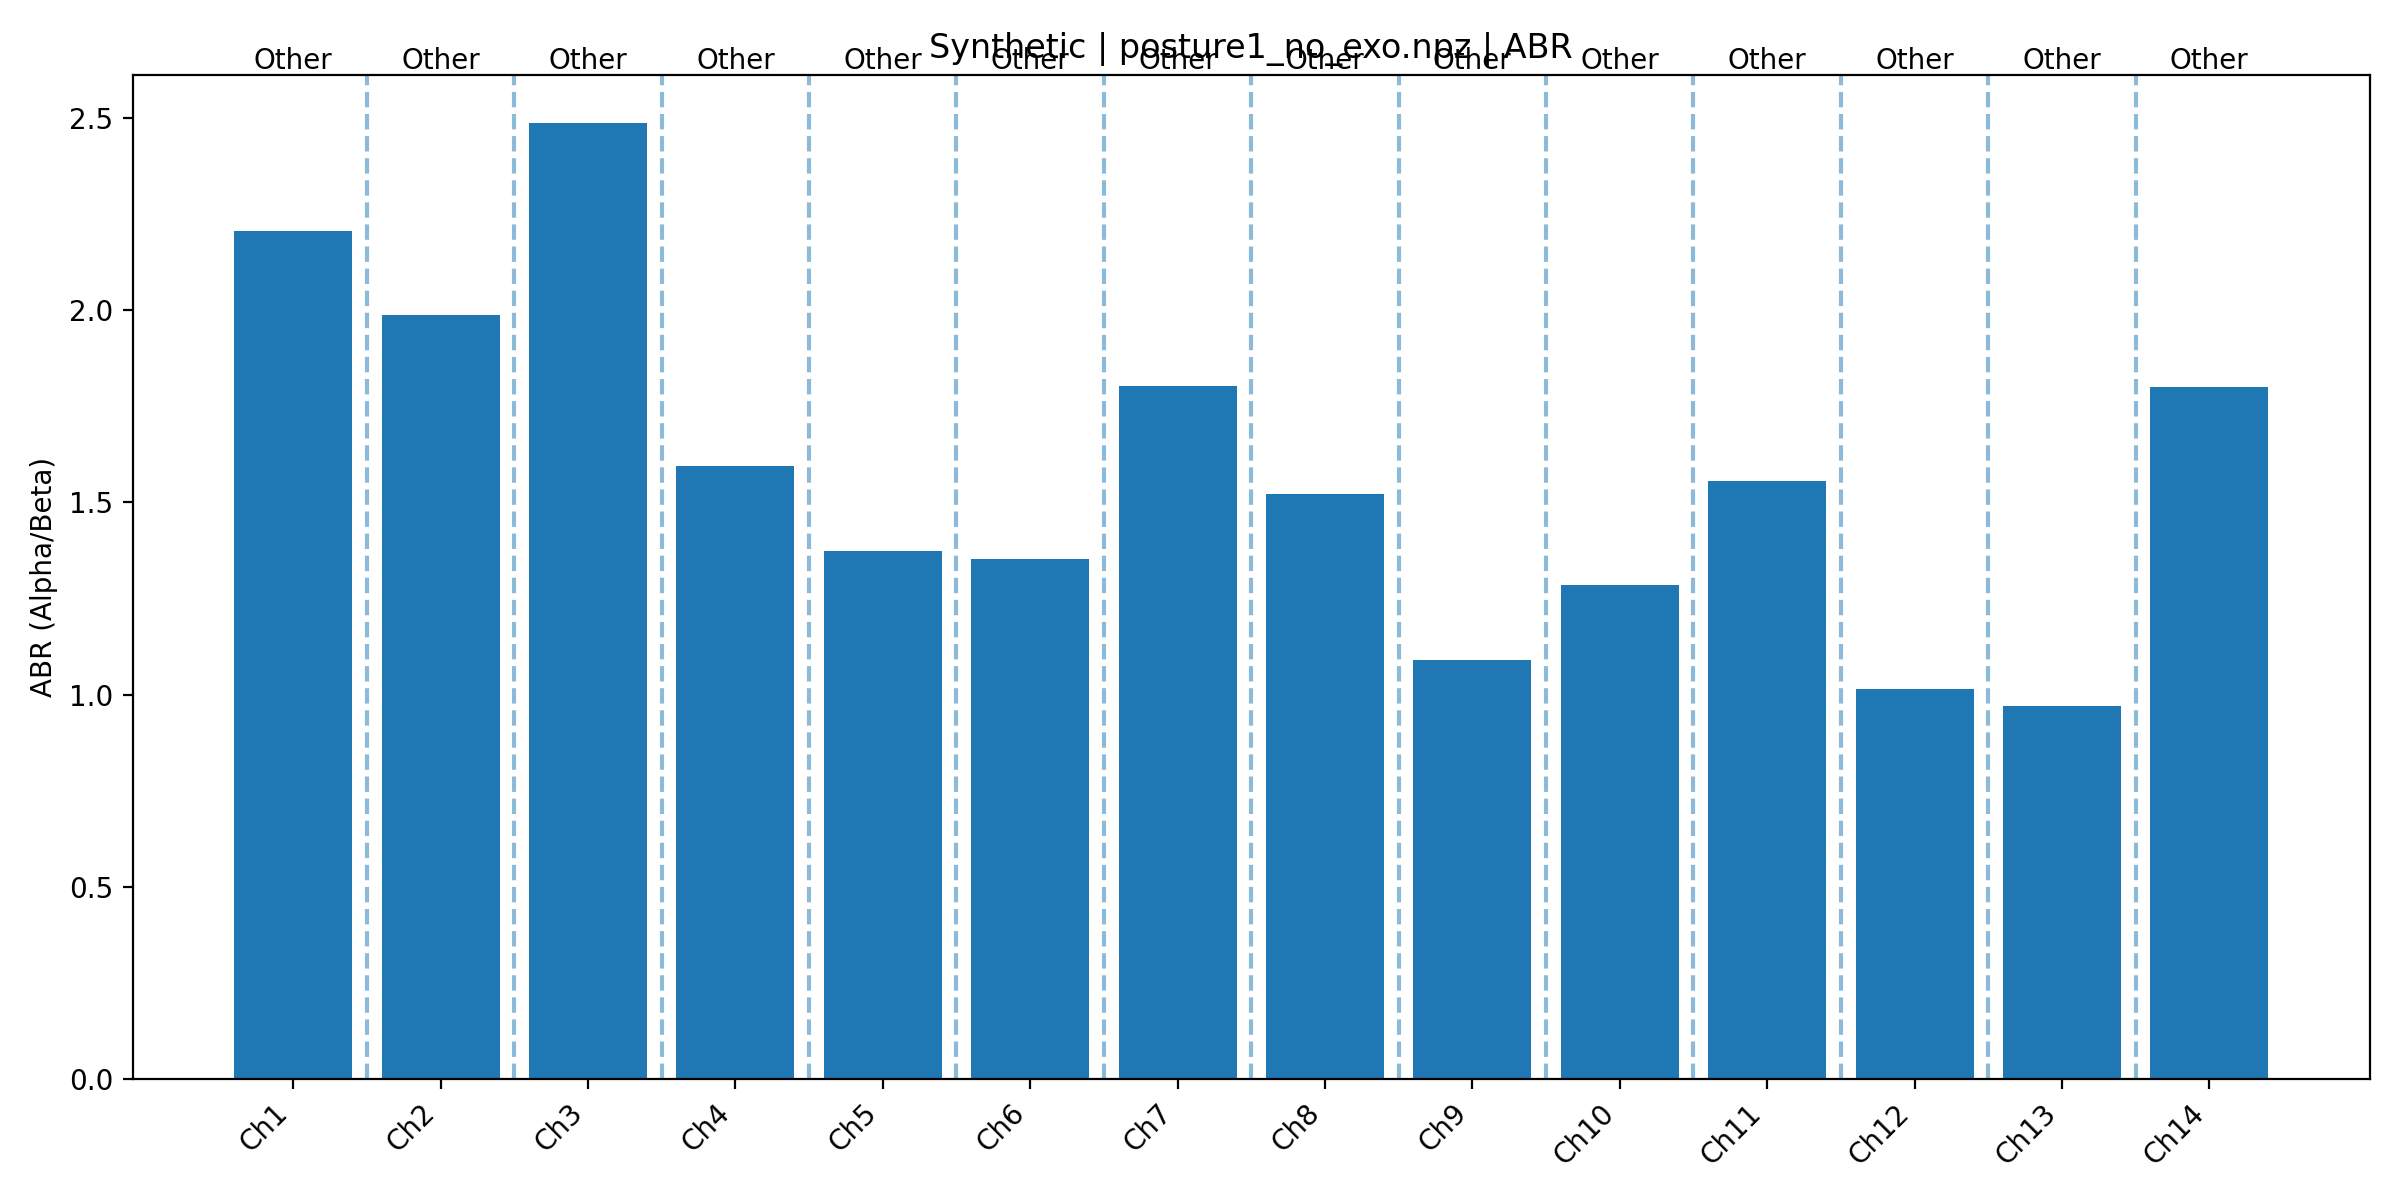 Synthetic | posture1_no_exo.npz | ABR
Other Other Other Other Other Other Other Other Other Other Other Other Other Other
2.5
2.0
1.5
1.0
0.5
0.0
ABR (Alpha/Beta)
Ch1 Ch2 Ch3 Ch4 Ch5 Ch6 Ch7 Ch8 Ch9 Ch10 Ch11 Ch12 Ch13 Ch14